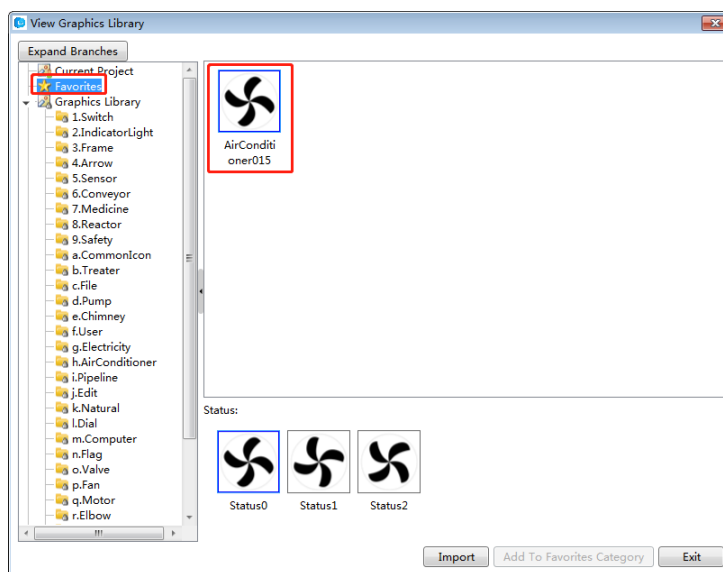 View Graphics Library
Expand Branches
Current Project
Favorites
Graphics Library
1.Switch
2.IndicatorLight
3.Frame
4.Arrow
5.Sensor
6.Conveyor
7.Medicine
8.Reactor
9.Safety
a.CommonIcon
b.Treater
c.File
d.Pump
e.Chimney
f.User
g.Electricity
h.AirConditioner
i.Pipeline
j.Edit
k.Natural
l.Dial
m.Computer
n.Flag
o.Valve
p.Fan
q.Motor
r.Elbow
AirConditi
oner015
Status:
Status0
Status1
Status2
Import
Add To Favorites Category
Exit